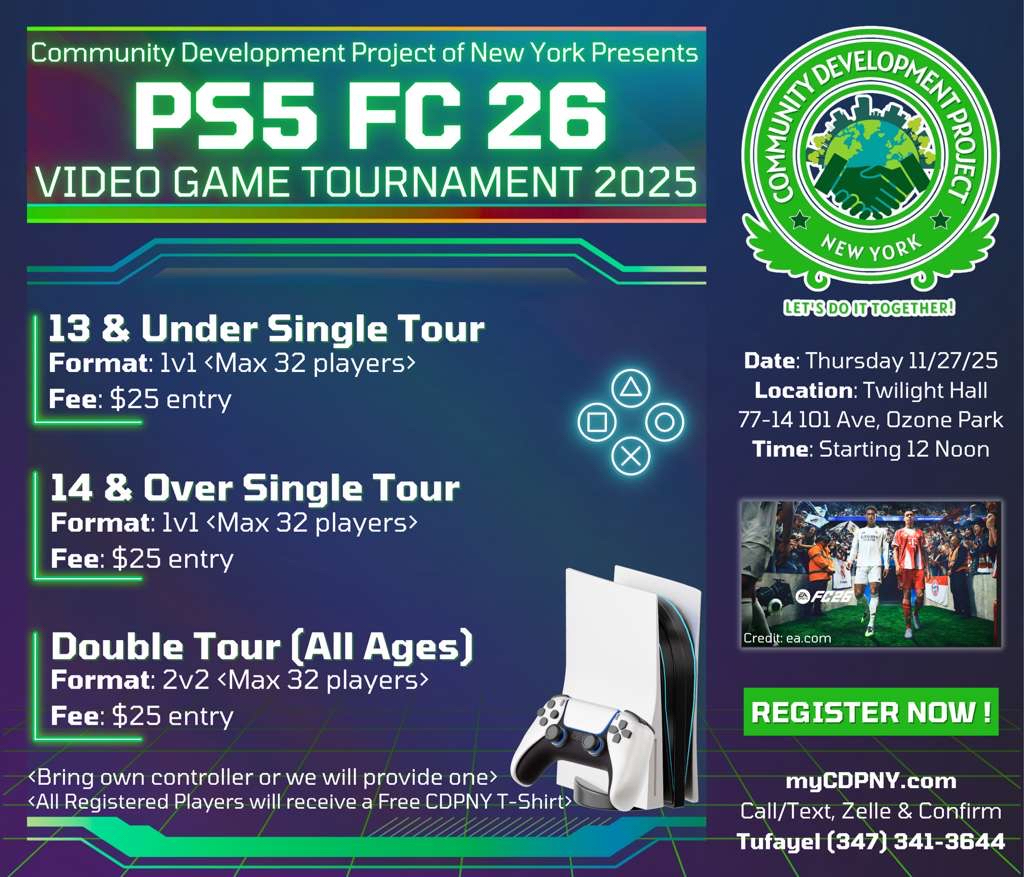 Community Development Project of New York Presents
PS5 FC 26
VIDEO GAME TOURNAMENT 2025
COMMUNITY DEVELOPMENT PROJECT
NEW YORK
LET'S DO IT TOGETHER!
13 & Under Single Tour
Format: 1v1 <Max 32 players>
Fee: $25 entry
14 & Over Single Tour
Format: 1v1 <Max 32 players>
Fee: $25 entry
Double Tour (All Ages)
Format: 2v2 <Max 32 players>
Fee: $25 entry
<Bring own controller or we will provide one>
<All Registered Players will receive a Free CDPNY T-Shirt>
Date: Thursday 11/27/25
Location: Twilight Hall
77-14 101 Ave, Ozone Park
Time: Starting 12 Noon
EA FC26
Credit: ea.com
REGISTER NOW !
myCDPNY.com
Call/Text, Zelle & Confirm
Tufayel (347) 341-3644